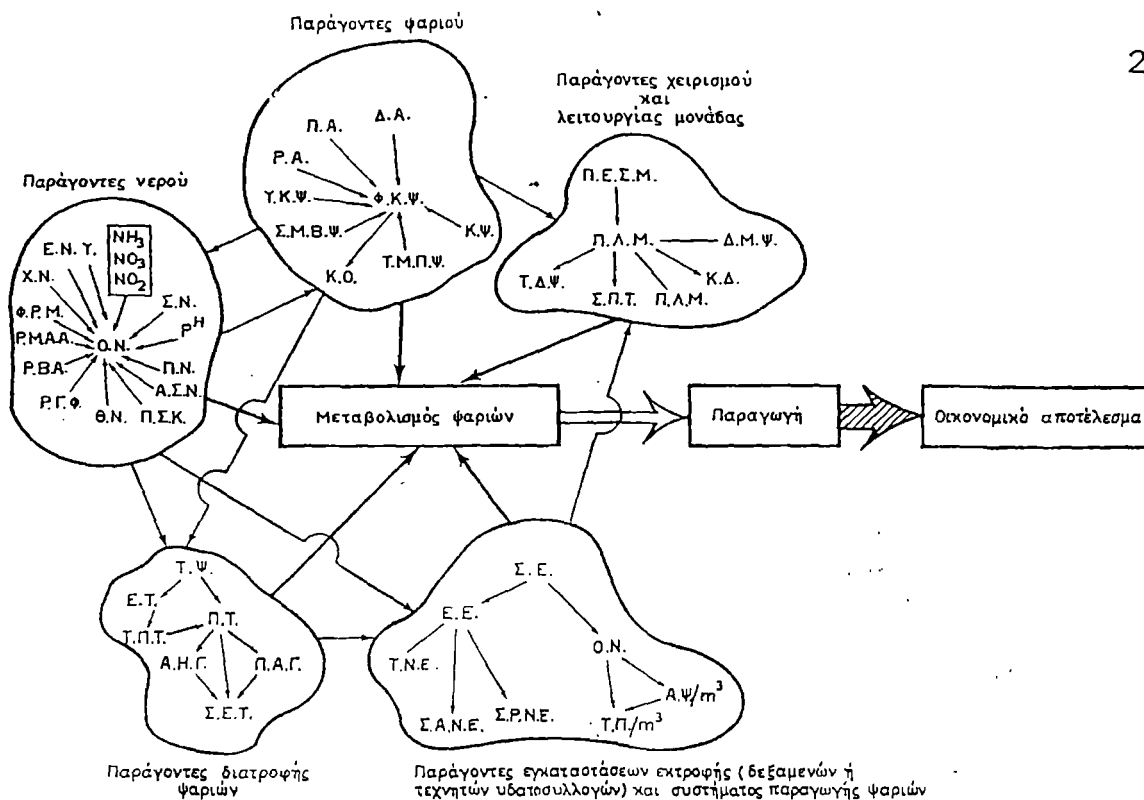 Παράγοντες ψαριού
2
Παράγοντες χειρισμού
και
λειτουργίας μονάδας
Παράγοντες νερού
Π.Α.
Δ.Α.
Ρ.Α.
Υ.Κ.Ψ.
Φ.Κ.Ψ.
Σ.Μ.Β.Ψ.
Κ.Ψ.
Τ.Μ.Π.Ψ.
Κ.Ο.
Π.Ε.Σ.Μ.
Π.Λ.Μ.
Δ.Μ.Ψ.
Τ.Δ.Ψ.
Κ.Δ.
Σ.Π.Τ.
Π.Λ.Μ.
NH3
NO3
NO2
Ε.Ν.
Υ.
Χ.Ν.
Σ.Ν.
Φ.Ρ.Μ.
PH
Ρ.Μ.Α.Α.
Ο.Ν.
Ρ.Β.Α.
Π.Ν.
Α.Σ.Ν.
Ρ.Γ.Φ.
Θ.Ν.
Π.Σ.Κ.
Μεταβολισμός ψαριών
Παραγωγή
Οικονομικό αποτέλεσμα
Τ.Ψ.
Ε.Τ.
Π.Τ.
Τ.Π.Τ.
Α.Η.Γ.
Π.Α.Γ.
Σ.Ε.Τ.
Σ.Ε.
Ε.Ε.
Ο.Ν.
Τ.Ν.Ε.
Α.Ψ/m3
Σ.Α.Ν.Ε.
Σ.Ρ.Ν.Ε.
Τ.Π./m3
Παράγοντες διατροφής
ψαριών
Παράγοντες εγκαταστάσεων εκτροφής (δεξαμενών ή
τεχνητών υδατοσυλλογών) και συστήματος παραγωγής ψαριών